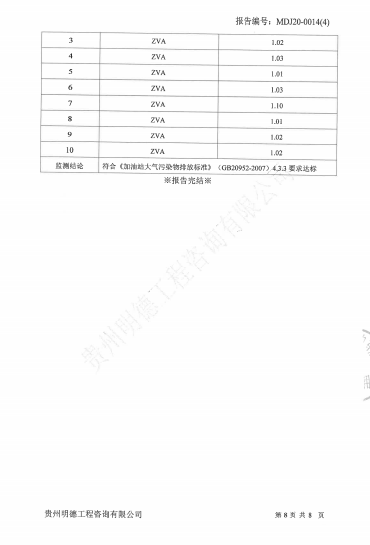 报告编号：MDJ20-0014(4)
3 ZVA 1.02
4 ZVA 1.03
5 ZVA 1.01
6 ZVA 1.03
7 ZVA 1.10
8 ZVA 1.01
9 ZVA 1.02
10 ZVA 1.02
监测结论 符合《加油站大气污染物排放标准》（GB20952-2007）4.3.3 要求达标
※报告完结※
贵州明德工程咨询有限公司
贵州明德工程咨询有限公司 第 8 页 共 8 页